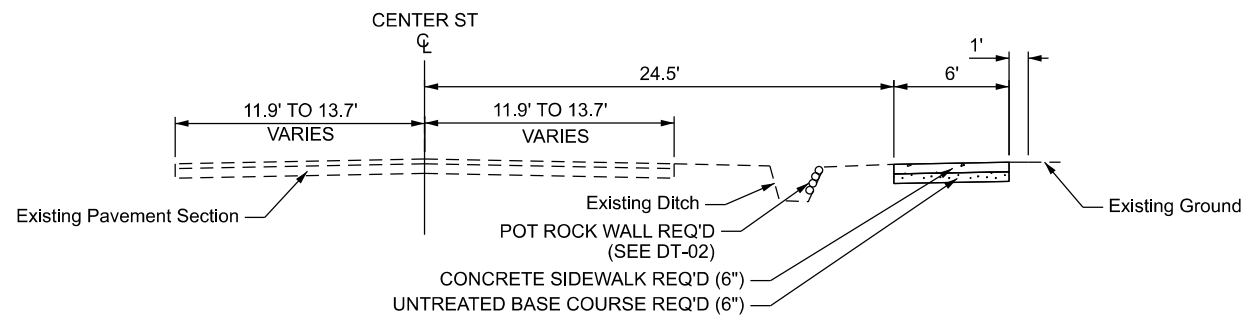 CENTER ST
℄
1'
24.5'
6'
11.9' TO 13.7'
VARIES
11.9' TO 13.7'
VARIES
Existing Pavement Section
Existing Ditch
Existing Ground
POT ROCK WALL REQ'D
(SEE DT-02)
CONCRETE SIDEWALK REQ'D (6")
UNTREATED BASE COURSE REQ'D (6")